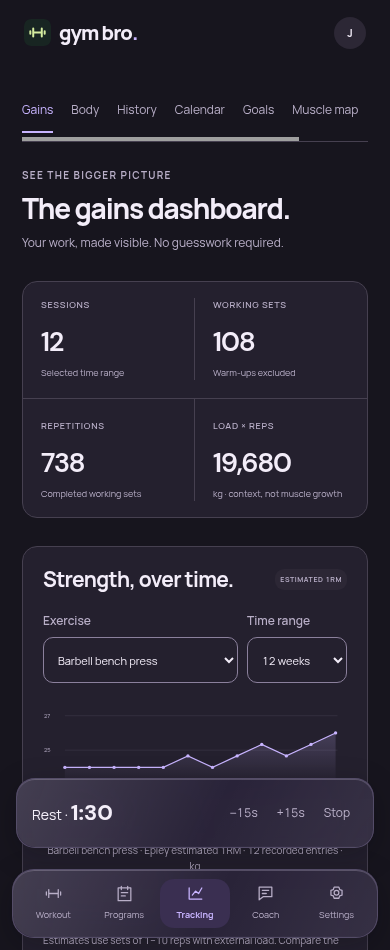 gym bro.
J
Gains Body History Calendar Goals Muscle map
SEE THE BIGGER PICTURE
The gains dashboard.
Your work, made visible. No guesswork required.
SESSIONS
12
Selected time range
WORKING SETS
108
Warm-ups excluded
REPETITIONS
738
Completed working sets
LOAD × REPS
19,680
kg · context, not muscle growth
Strength, over time.
ESTIMATED 1RM
Exercise
Time range
Barbell bench press
12 weeks
27
25
Rest · 1:30
−15s +15s Stop
Barbell bench press · Epley estimated 1RM · 12 recorded entries ·
kg
Workout Programs Tracking Coach Settings
Estimates use sets of 1–10 reps with external load. Compare the